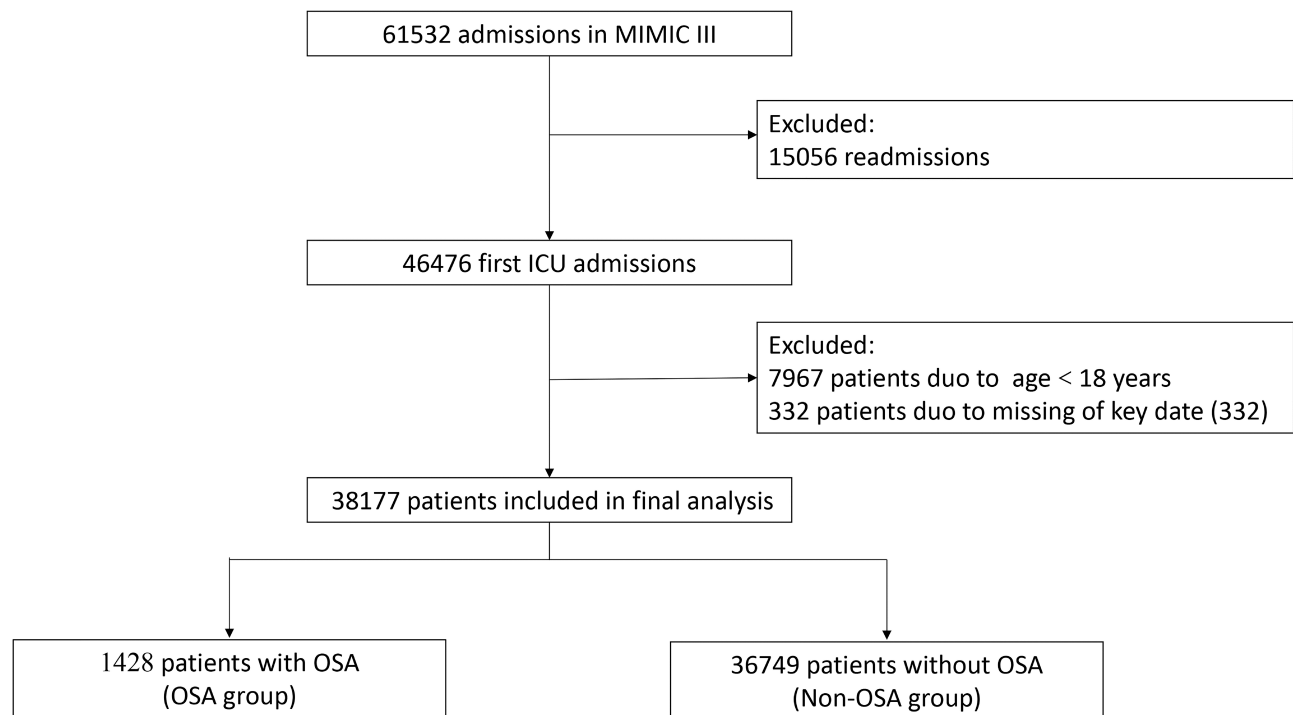 61532 admissions in MIMIC III
Excluded:
15056 readmissions
46476 first ICU admissions
Excluded:
7967 patients duo to  age < 18 years
332 patients duo to missing of key date (332)
38177 patients included in final analysis
1428 patients with OSA
(OSA group)
36749 patients without OSA
(Non-OSA group)